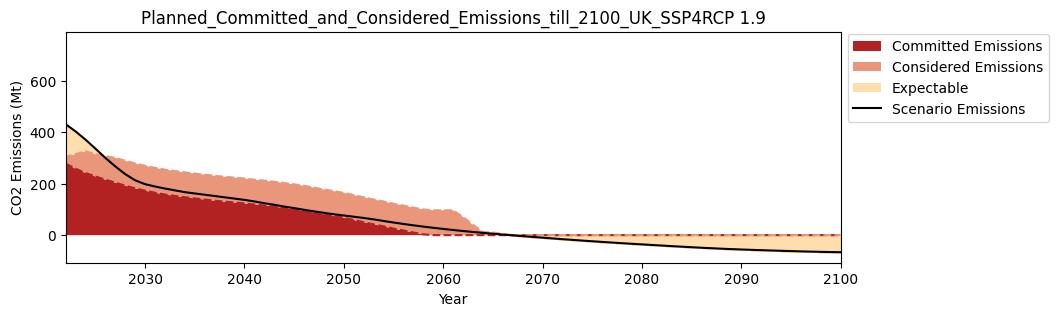 Planned_Committed_and_Considered_Emissions_till_2100_UK_SSP4RCP 1.9
Committed Emissions
Considered Emissions
Expectable
Scenario Emissions
CO2 Emissions (Mt)
600
400
200
0
2030 2040 2050 2060 2070 2080 2090 2100
Year